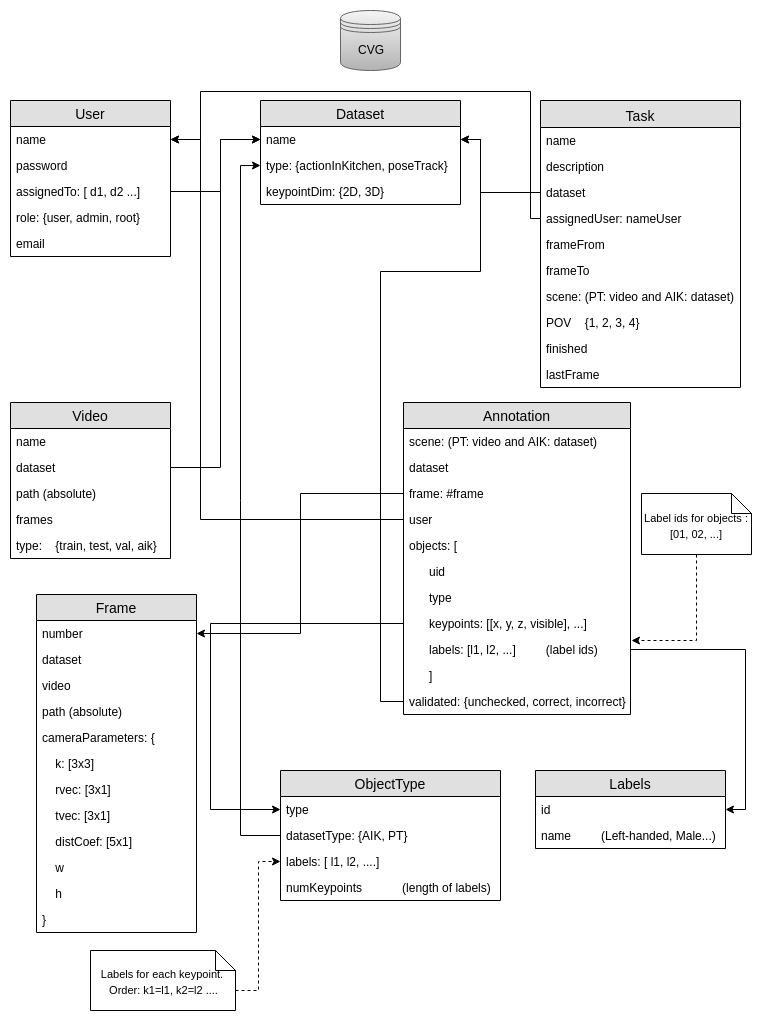 CVG
User
name
password
assignedTo: [ d1, d2 ...]
role: {user, admin, root}
email
Dataset
name
type: {actionInKitchen, poseTrack}
keypointDim: {2D, 3D}
Task
name
description
dataset
assignedUser: nameUser
frameFrom
frameTo
scene: (PT: video and AIK: dataset)
POV {1, 2, 3, 4}
finished
lastFrame
Video
name
dataset
path (absolute)
frames
type: {train, test, val, aik}
Annotation
scene: (PT: video and AIK: dataset)
dataset
frame: #frame
user
objects: [
uid
type
keypoints: [[x, y, z, visible], ...]
labels: [l1, l2, ...] (label ids)
]
validated: {unchecked, correct, incorrect}
Label ids for objects :
[01, 02, ...]
Frame
number
dataset
video
path (absolute)
cameraParameters: {
k: [3x3]
rvec: [3x1]
tvec: [3x1]
distCoef: [5x1]
w
h
}
ObjectType
type
datasetType: {AIK, PT}
labels: [ l1, l2, ....]
numKeypoints (length of labels)
Labels
id
name (Left-handed, Male...)
Labels for each keypoint.
Order: k1=l1, k2=l2 ....